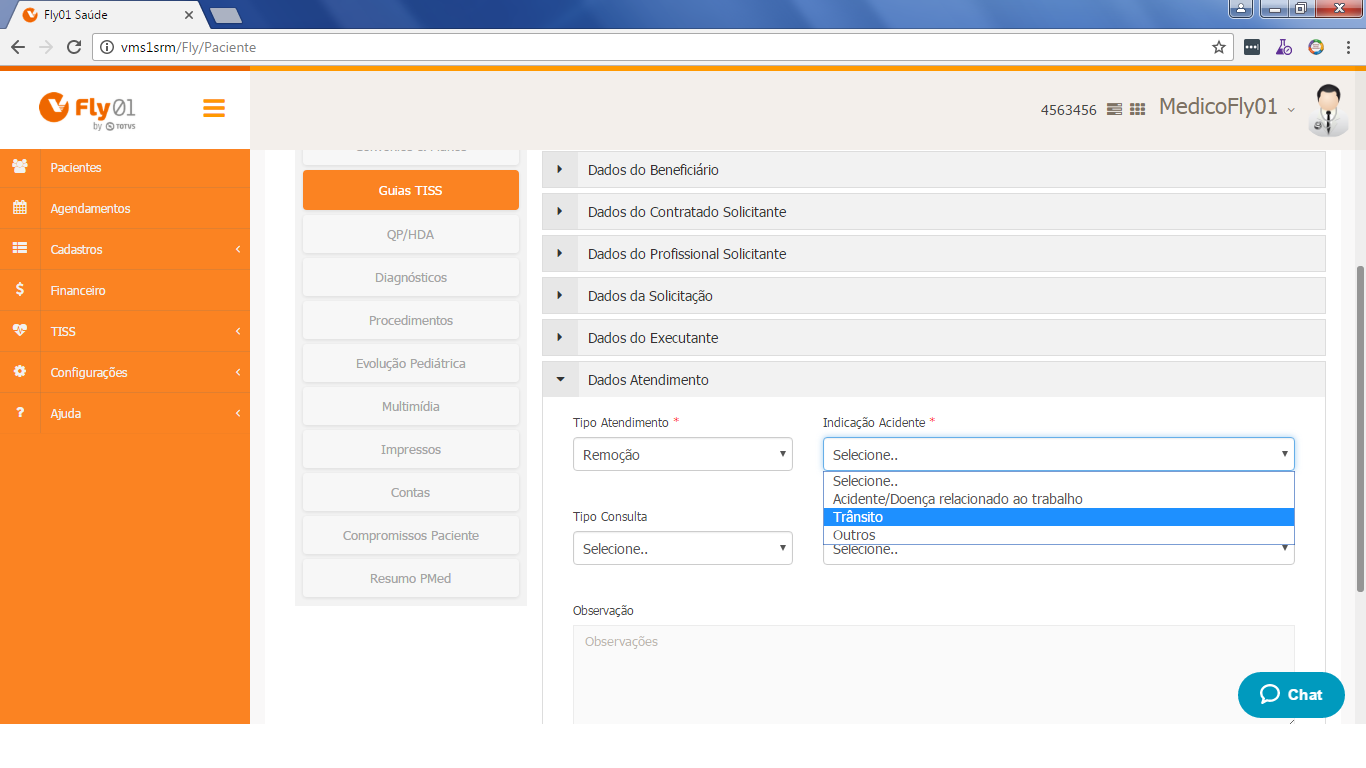 Fly01 Saúde
vms1srm/Fly/Paciente
Fly01
by TOTVS
4563456
MedicoFly01
Pacientes
Agendamentos
Cadastros
Financeiro
TISS
Configurações
Ajuda
Guias TISS
QP/HDA
Diagnósticos
Procedimentos
Evolução Pediátrica
Multimídia
Impressos
Contas
Compromissos Paciente
Resumo PMed
Dados do Beneficiário
Dados do Contratado Solicitante
Dados do Profissional Solicitante
Dados da Solicitação
Dados do Executante
Dados Atendimento
Tipo Atendimento *
Remoção
Indicação Acidente *
Selecione..
Selecione..
Acidente/Doença relacionado ao trabalho
Trânsito
Outros
Tipo Consulta
Selecione..
Selecione..
Observação
Observações
Chat